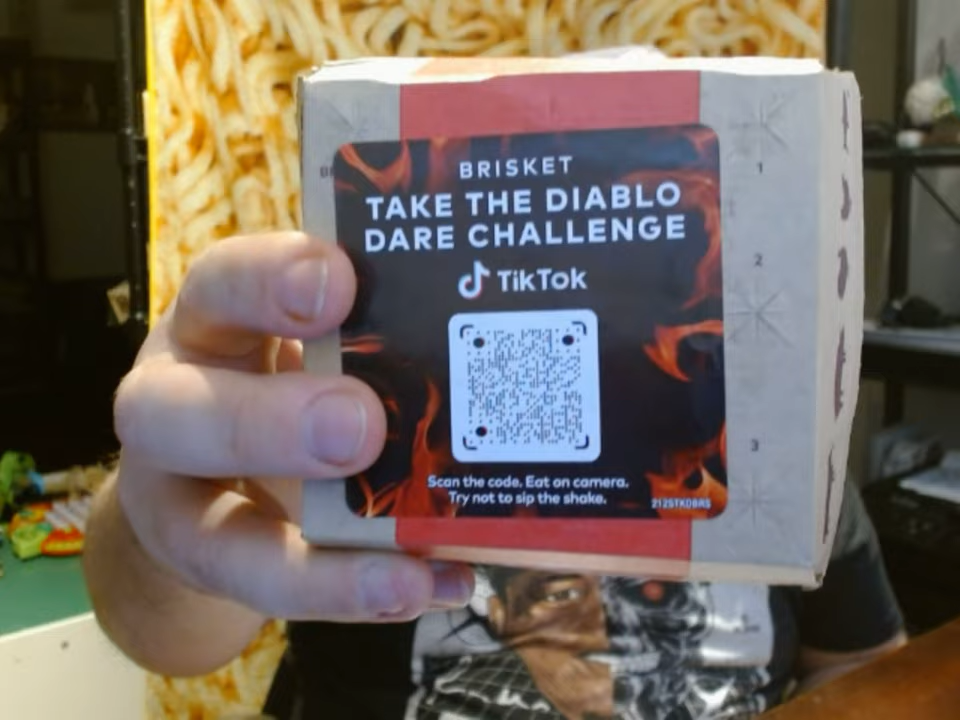 BRISKET
TAKE THE DIABLO
DARE CHALLENGE
TikTok
Scan the code. Eat on camera.
Try not to sip the shake.
212STKDBRS
1
2
3